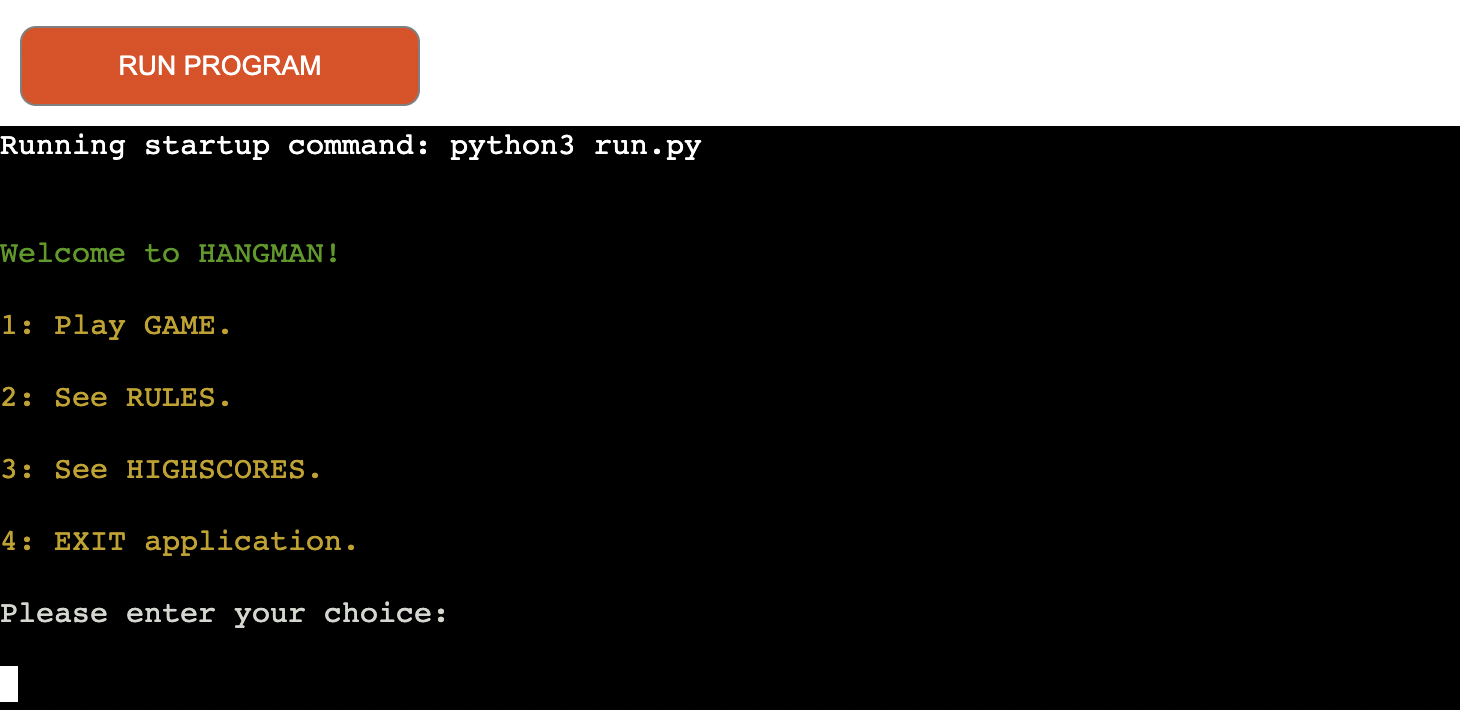 RUN PROGRAM
Running startup command: python3 run.py
Welcome to HANGMAN!
1: Play GAME.
2: See RULES.
3: See HIGHSCORES.
4: EXIT application.
Please enter your choice: